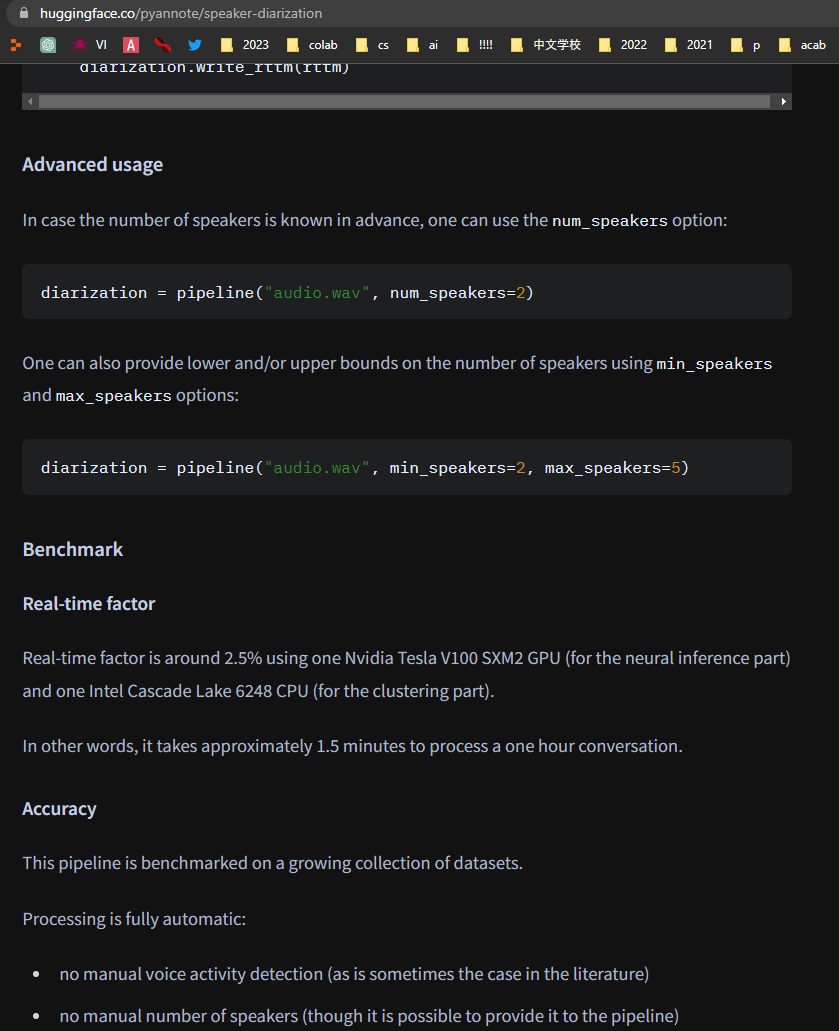 huggingface.co/pyannote/speaker-diarization
VI A 2023 colab cs ai !!!! 中文学校 2022 2021 p acab
diarization.write_rttm(rttm)
Advanced usage
In case the number of speakers is known in advance, one can use the num_speakers option:
diarization = pipeline("audio.wav", num_speakers=2)
One can also provide lower and/or upper bounds on the number of speakers using min_speakers
and max_speakers options:
diarization = pipeline("audio.wav", min_speakers=2, max_speakers=5)
Benchmark
Real-time factor
Real-time factor is around 2.5% using one Nvidia Tesla V100 SXM2 GPU (for the neural inference part)
and one Intel Cascade Lake 6248 CPU (for the clustering part).
In other words, it takes approximately 1.5 minutes to process a one hour conversation.
Accuracy
This pipeline is benchmarked on a growing collection of datasets.
Processing is fully automatic:
• no manual voice activity detection (as is sometimes the case in the literature)
• no manual number of speakers (though it is possible to provide it to the pipeline)